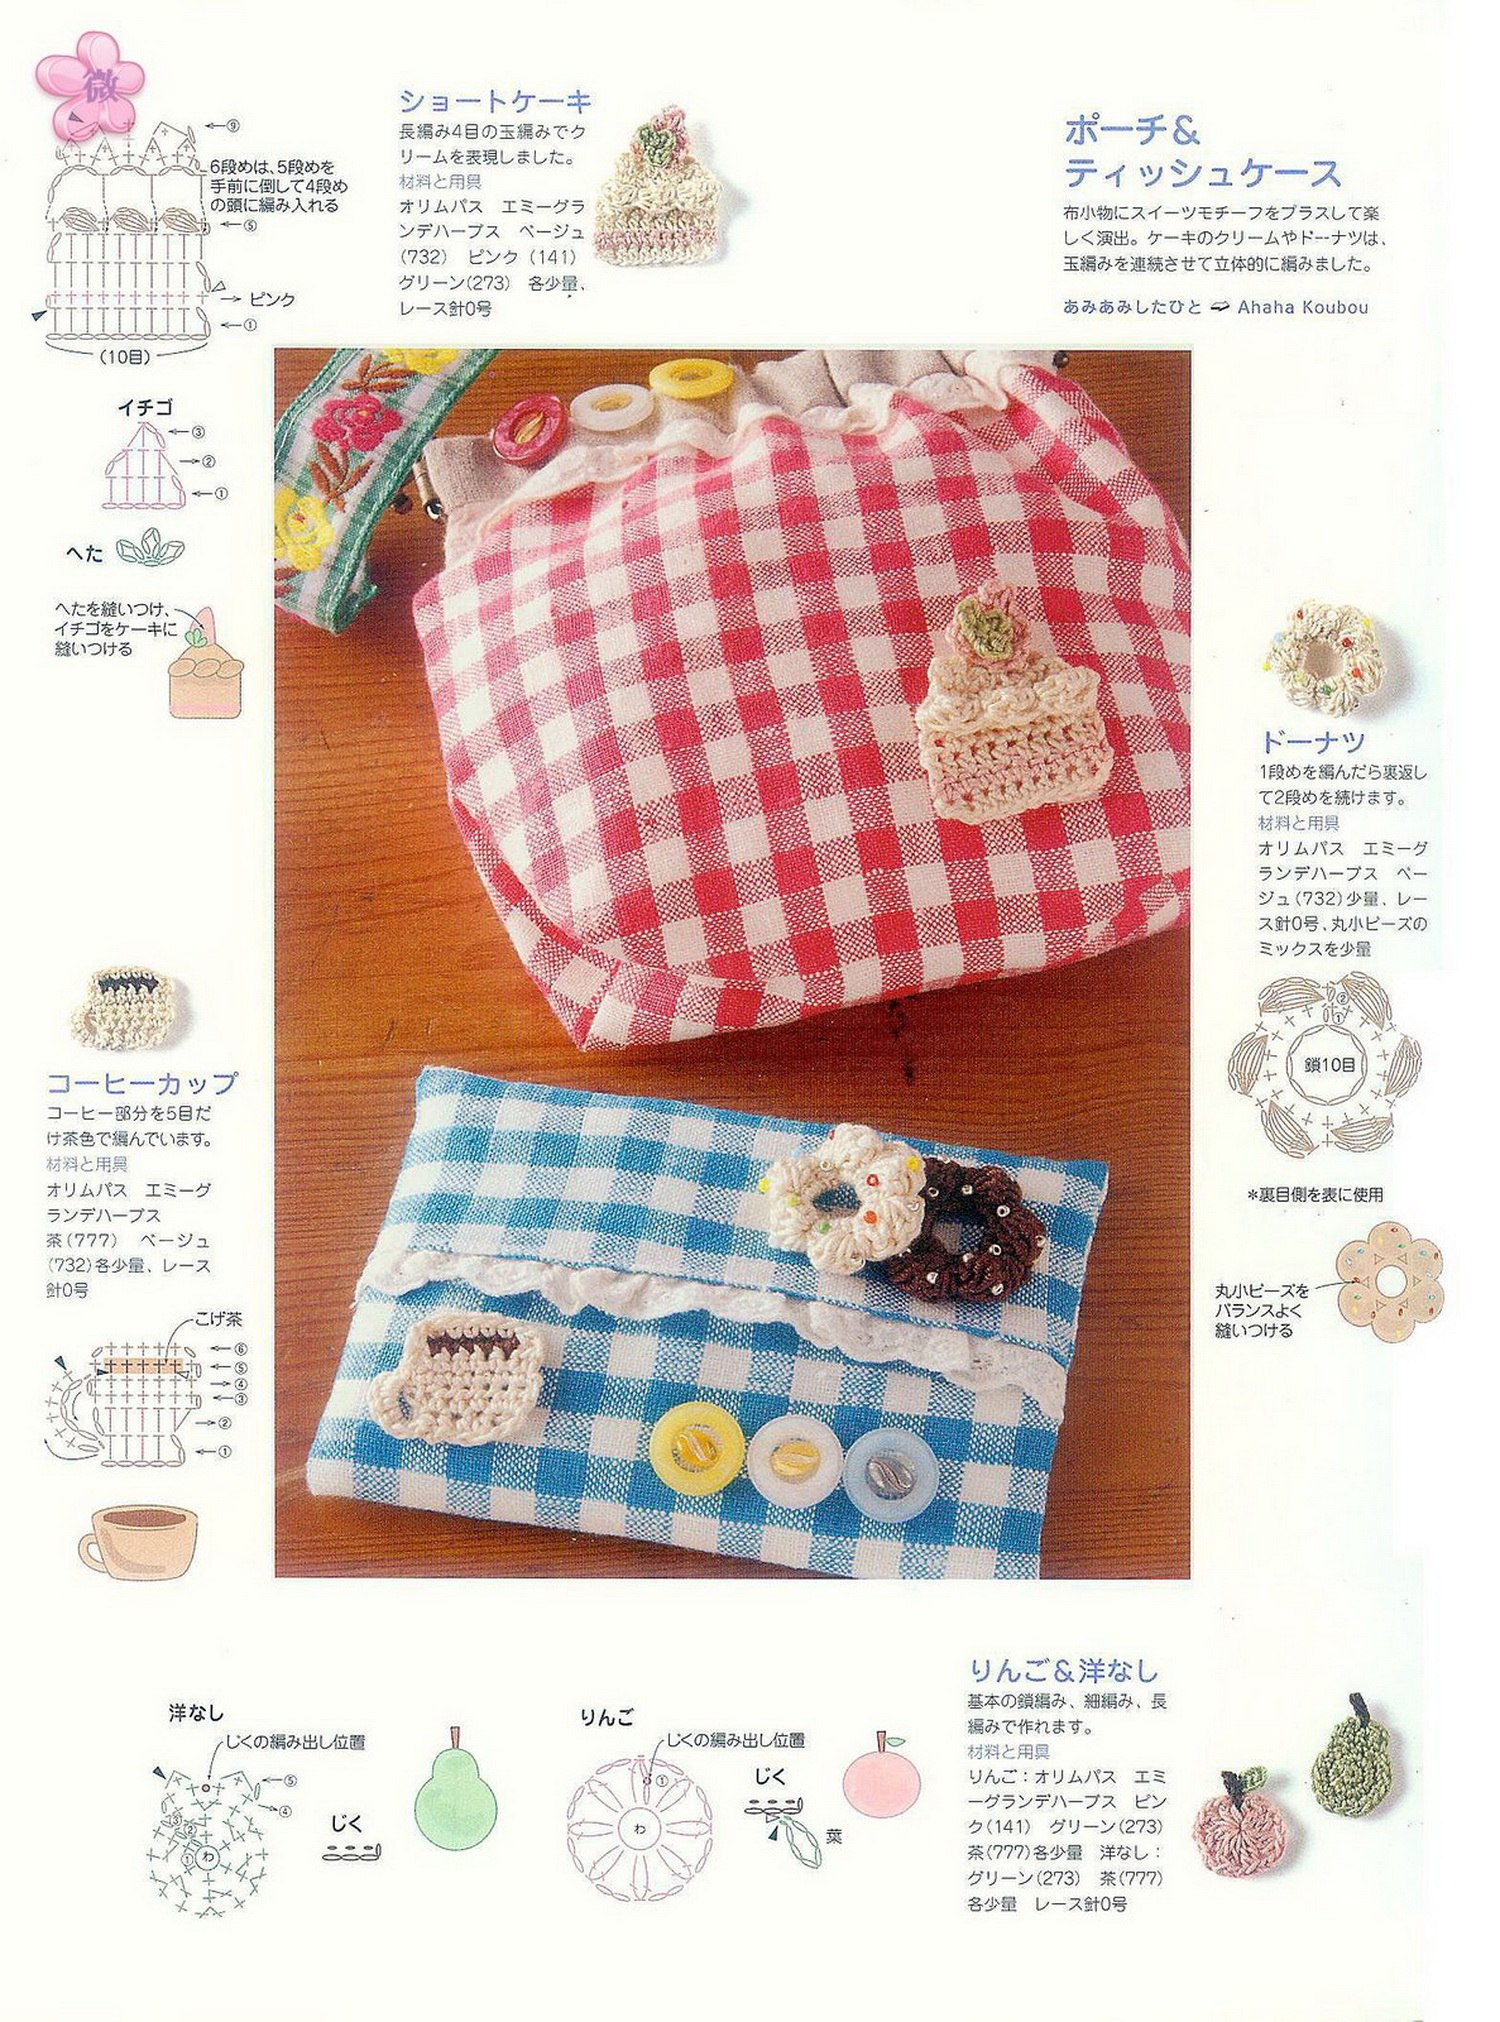 微
⑨
6段めは、5段めを
手前に倒して4段め
の頭に編み入れる
⑤
ピンク
①
(10目)
イチゴ
③
②
①
へた
へたを縫いつけ、
イチゴをケーキに
縫いつける
ショートケーキ
長編み4目の玉編みでク
リームを表現しました。
材料と用具
オリムパス エミーグラ
ンデハーブス ベージュ
(732) ピンク(141)
グリーン(273) 各少量、
レース針0号
ポーチ&
ティッシュケース
布小物にスイーツモチーフをプラスして楽
しく演出。ケーキのクリームやドーナツは、
玉編みを連続させて立体的に編みました。
あみあみしたひと ➩ Ahaha Koubou
ドーナツ
1段めを編んだら裏返し
て2段めを続けます。
材料と用具
オリムパス エミーグ
ランデハーブス ベー
ジュ(732)少量、レー
ス針0号、丸小ビーズの
ミックスを少量
②
①
鎖10目
*裏目側を表に使用
丸小ビーズを
バランスよく
縫いつける
コーヒーカップ
コーヒー部分を5目だ
け茶色で編んでいます。
材料と用具
オリムパス エミーグ
ランデハーブス
茶(777) ベージュ
(732)各少量、レース
針0号
こげ茶
⑥
⑤
④
③
②
①
りんご&洋なし
基本の鎖編み、細編み、長
編みで作れます。
材料と用具
りんご:オリムパス エミ
ーグランデハーブス ピン
ク(141) グリーン(273)
茶(777)各少量 洋なし:
グリーン(273) 茶(777)
各少量 レース針0号
洋なし
じくの編み出し位置
⑤
④
③
②
①
わ
じく
りんご
じくの編み出し位置
①
わ
じく
葉